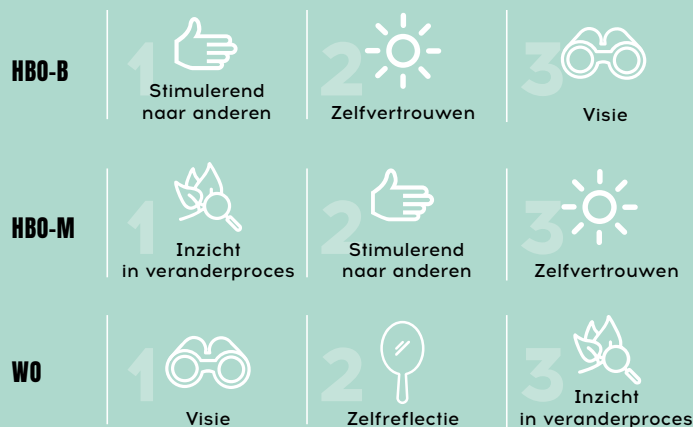 HBO-B
1
Stimulerend
naar anderen
2
Zelfvertrouwen
3
Visie
HBO-M
1
Inzicht
in veranderproces
2
Stimulerend
naar anderen
3
Zelfvertrouwen
WO
1
Visie
2
Zelfreflectie
3
Inzicht
in veranderproces